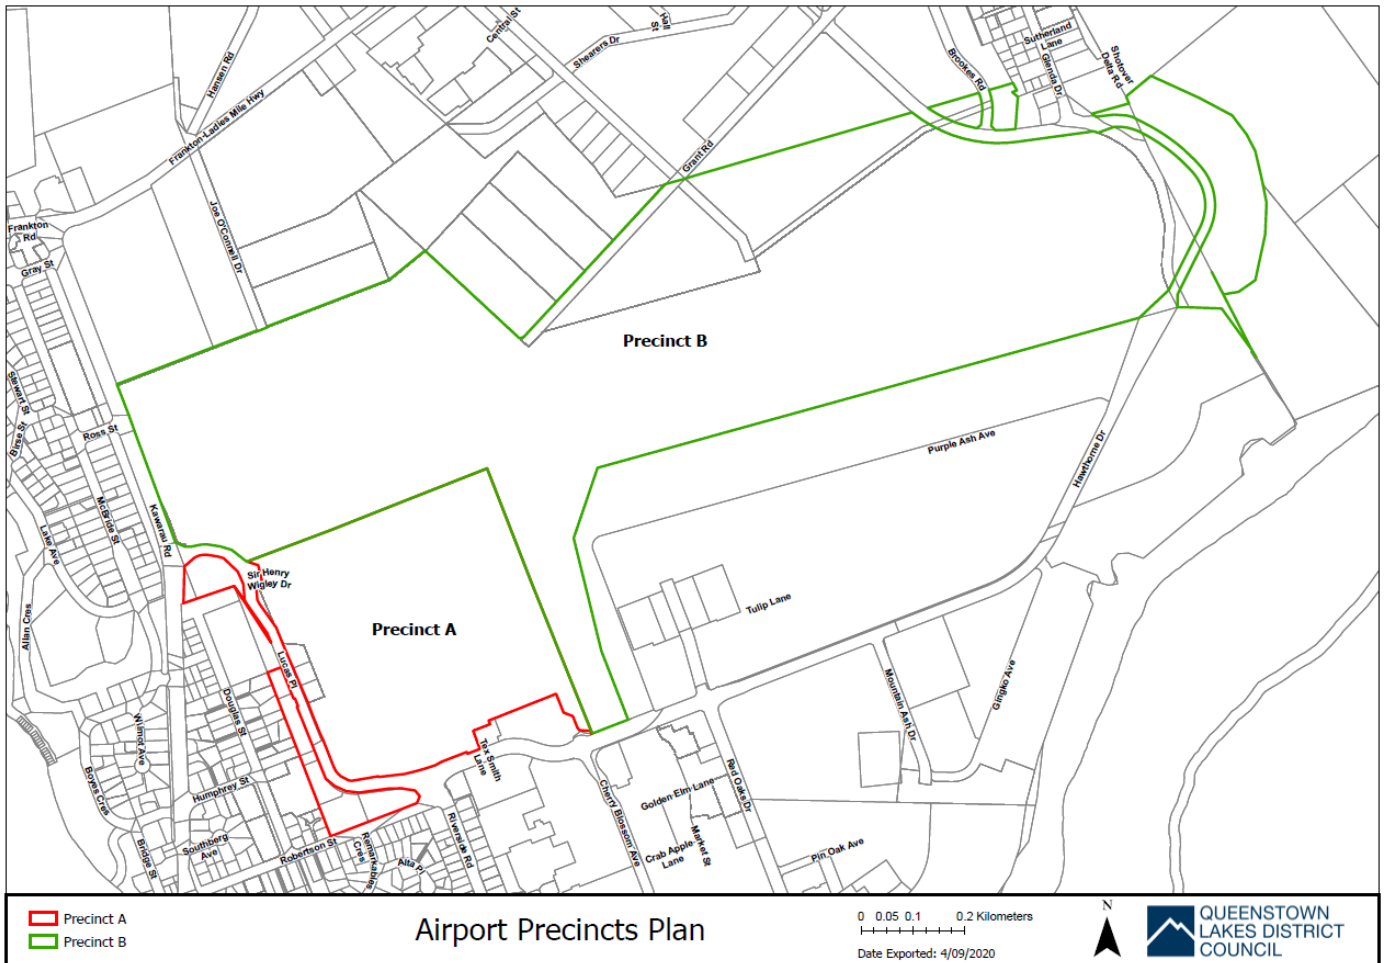 Hansen Rd
Central St
Hall St
Shearers Dr
Brookes Rd
Sutherland
Lane
Glenda Dr
Shotover
Delta Rd
Frankton-Ladies Mile Hwy
Grant Rd
Joe O'Connell Dr
Frankton
Rd
Gray St
Precinct B
Stewart St
Birse St
Ross St
McBride St
Kawarau Rd
Lake Ave
Purple Ash Ave
Hawthorne Dr
Sir Henry
Wigley Dr
Allan Cres
Precinct A
Tulip Lane
Lucas Pl
Douglas St
Wilmot Ave
Mountain Ash Dr
Gingko Ave
Tex Smith
Lane
Boyes Cres
Humphrey St
Cherry Blossom Ave
Golden Elm Lane
Red Oaks Dr
Bridge St
Southberg
Ave
Robertson St
Remarkables
Cres
Alta Pl
Riverside Rd
Crab Apple
Lane
Market St
Pin Oak Ave
Precinct A
Precinct B
Airport Precincts Plan
0 0.05 0.1 0.2 Kilometers
Date Exported: 4/09/2020
N
QUEENSTOWN
LAKES DISTRICT
COUNCIL